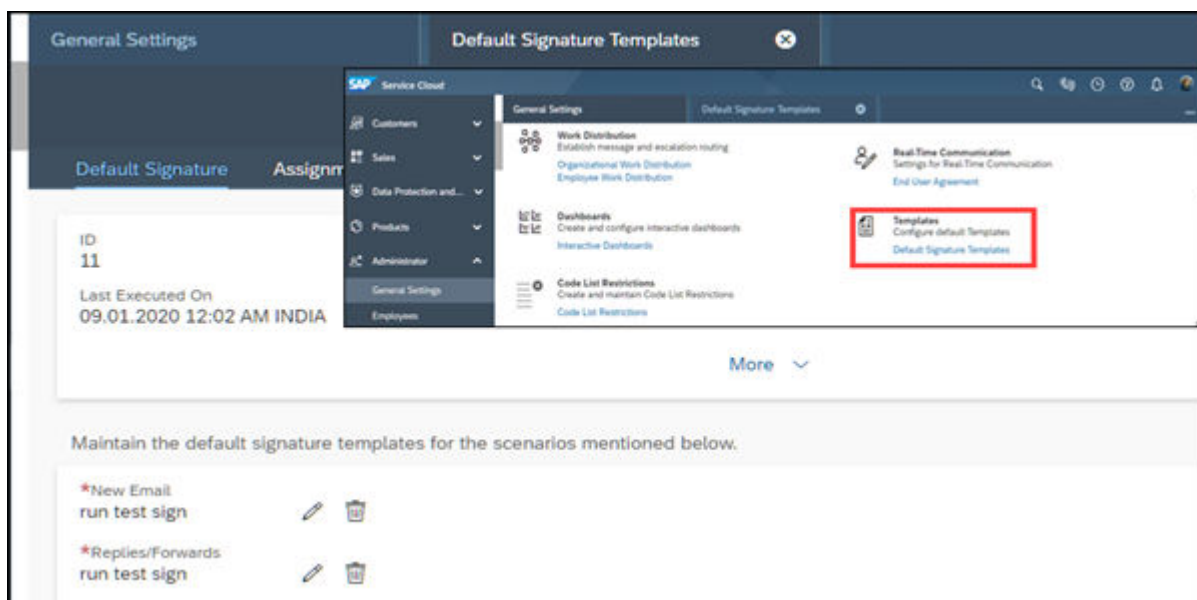 General Settings
Default Signature Templates
SAP Service Cloud
Customers
Sales
Data Protection and...
Products
Administrator
General Settings
Employees
General Settings
Default Signature Templates
Work Distribution
Establish message and escalation routing
Organizational Work Distribution
Employee Work Distribution
Real-Time Communication
Settings for Real-Time Communication
End User Agreement
Dashboards
Create and configure interactive dashboards
Interactive Dashboards
Templates
Configure default Templates
Default Signature Templates
Code List Restrictions
Create and maintain Code List Restrictions
Code List Restrictions
Default Signature
Assignm
ID
11
Last Executed On
09.01.2020 12:02 AM INDIA
More
Maintain the default signature templates for the scenarios mentioned below.
*New Email
run test sign
*Replies/Forwards
run test sign